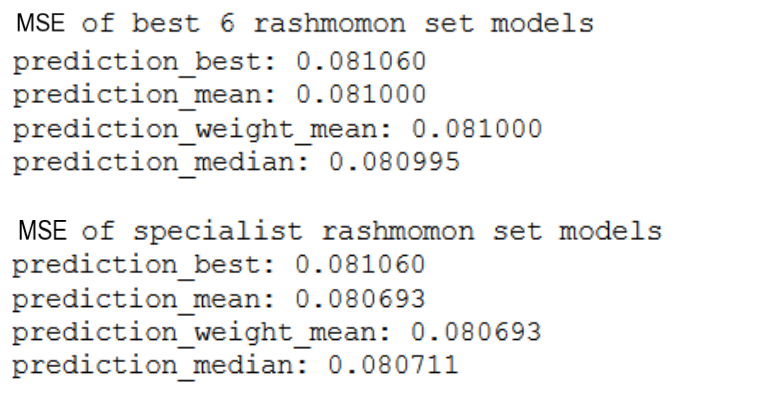 MSE of best 6 rashmomon set models
prediction_best: 0.081060
prediction_mean: 0.081000
prediction_weight_mean: 0.081000
prediction_median: 0.080995
MSE of specialist rashmomon set models
prediction_best: 0.081060
prediction_mean: 0.080693
prediction_weight_mean: 0.080693
prediction_median: 0.080711